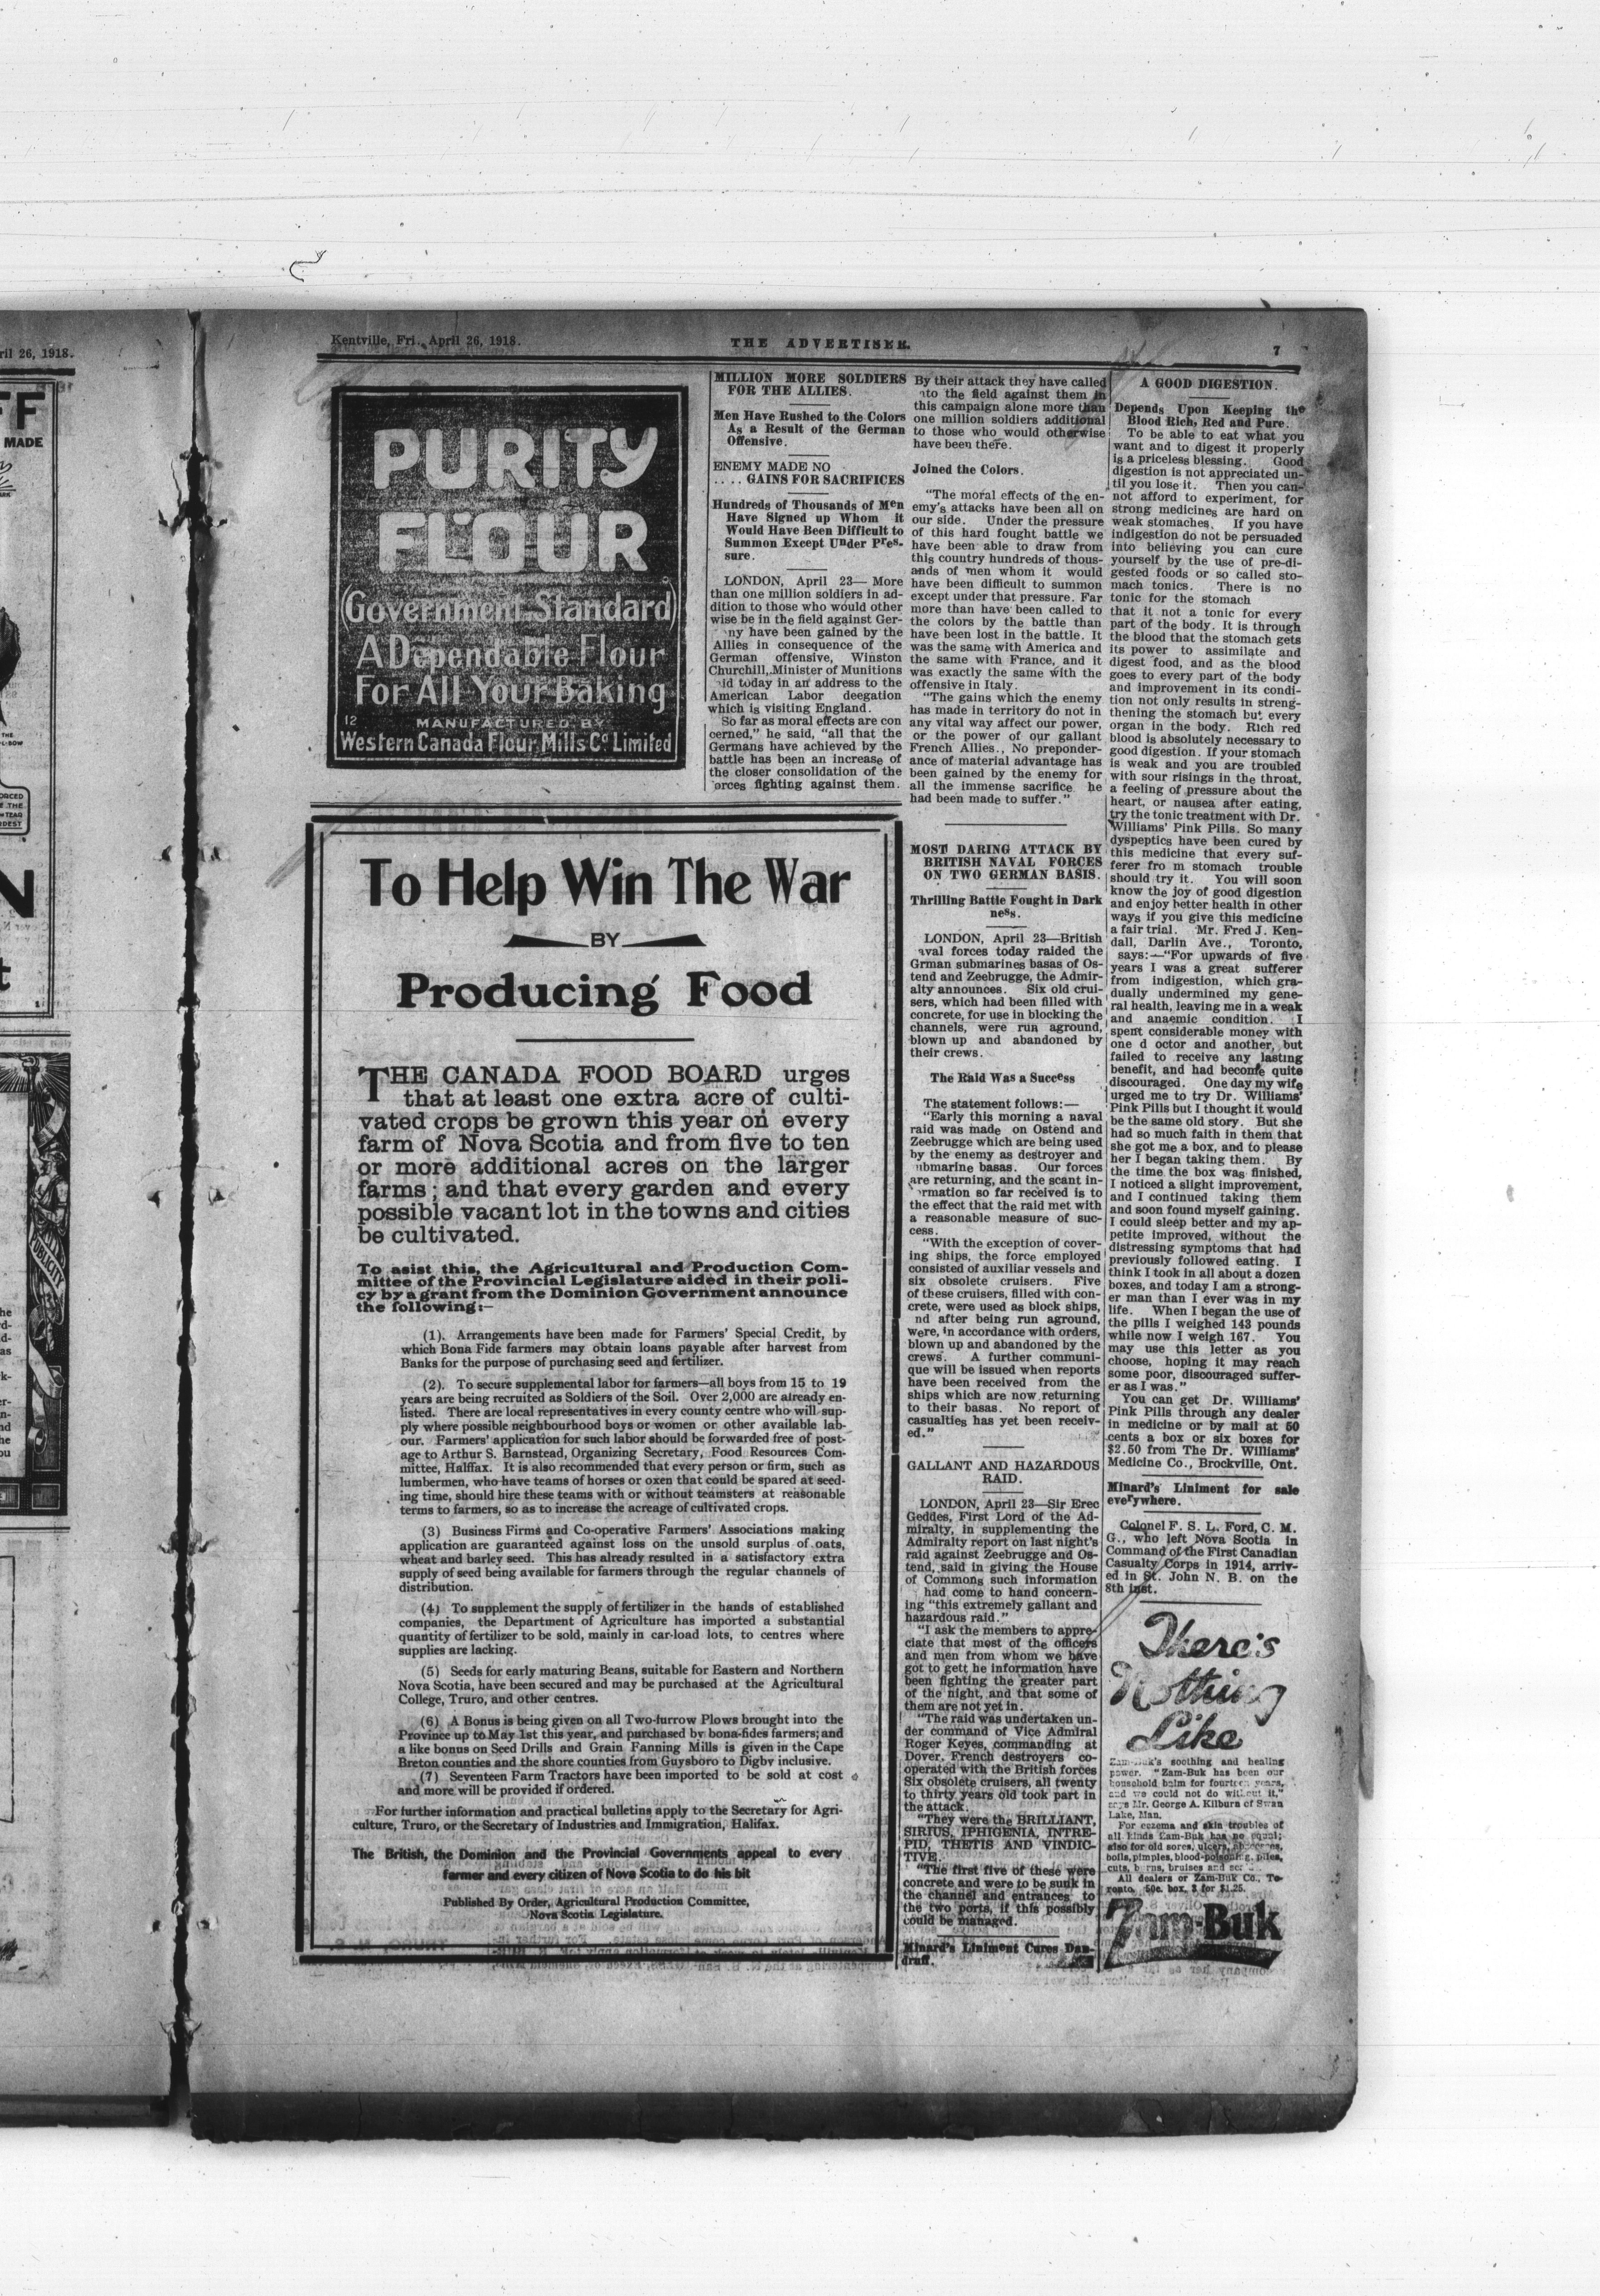 ril 26, 1918.
FF
MADE
N
t
PUBLICITY
Kentville, Fri., April 26, 1918.
THE ADVERTISER.
7
PURITY
FLOUR
(Government Standard)
A Dependable Flour
For All Your Baking
12
MANUFACTURED BY
Western Canada Flour Mills Co. Limited
MILLION MORE SOLDIERS
FOR THE ALLIES.
Men Have Rushed to the Colors
As a Result of the German
Offensive.
ENEMY MADE NO
.... GAINS FOR SACRIFICES
Hundreds of Thousands of Men
Have Signed up Whom it
Would Have Been Difficult to
Summon Except Under Pres-
sure.
LONDON, April 23— More
than one million soldiers in ad-
dition to those who would other
wise be in the field against Ger-
ny have been gained by the
Allies in consequence of the
German offensive, Winston
Churchill, Minister of Munitions
id today in an address to the
American Labor deegation
which is visiting England.
So far as moral effects are con
cerned," he said, "all that the
Germans have achieved by the
battle has been an increase of
the closer consolidation of the
orces fighting against them.
By their attack they have called
nto the field against them in
this campaign alone more than
one million soldiers additional
to those who would otherwise
have been there.
Joined the Colors.
"The moral effects of the en-
emy's attacks have been all on
our side. Under the pressure
of this hard fought battle we
have been able to draw from
this country hundreds of thous-
ands of men whom it would
have been difficult to summon
except under that pressure. Far
more than have been called to
the colors by the battle than
have been lost in the battle. It
was the same with America and
the same with France, and it
was exactly the same with the
offensive in Italy.
"The gains which the enemy
has made in territory do not in
any vital way affect our power,
or the power of our gallant
French Allies., No preponder-
ance of material advantage has
been gained by the enemy for
all the immense sacrifice he
had been made to suffer."
MOST DARING ATTACK BY
BRITISH NAVAL FORCES
ON TWO GERMAN BASIS.
Thrilling Battle Fought in Dark
ness.
LONDON, April 23—British
aval forces today raided the
Grman submarines basas of Os-
tend and Zeebrugge, the Admir-
alty announces. Six old crui-
sers, which had been filled with
concrete, for use in blocking the
channels, were run aground,
blown up and abandoned by
their crews.
The Raid Was a Success
The statement follows:—
"Early this morning a naval
raid was made on Ostend and
Zeebrugge which are being used
by the enemy as destroyer and
ubmarine basas. Our forces
are returning, and the scant in-
rmation so far received is to
the effect that the raid met with
a reasonable measure of suc-
cess.
"With the exception of cover-
ing ships, the force employed
consisted of auxiliar vessels and
six obsolete cruisers. Five
of these cruisers, filled with con-
crete, were used as block ships,
nd after being run aground,
were, in accordance with orders,
blown up and abandoned by the
crews. A further communi-
que will be issued when reports
have been received from the
ships which are now returning
to their basas. No report of
casualties has yet been receiv-
ed."
GALLANT AND HAZARDOUS
RAID.
LONDON, April 23—Sir Erec
Geddes, First Lord of the Ad-
miralty, in supplementing the
Admiralty report on last night's
raid against Zeebrugge and Os-
tend, said in giving the House
of Commons such information
had come to hand concern-
ing "this extremely gallant and
hazardous raid."
"I ask the members to appre-
ciate that most of the officers
and men from whom we have
got to gett he information have
been fighting the greater part
of the night, and that some of
them are not yet in.
"The raid was undertaken un-
der command of Vice Admiral
Roger Keyes, commanding at
Dover. French destroyers co-
operated with the British forces
Six obsolete cruisers, all twenty
to thirty years old took part in
the attack.
"They were the BRILLIANT,
SIRIUS, IPHIGENIA, INTRE-
PID, THETIS AND VINDIC-
TIVE.
"The first five of these were
concrete and were to be sunk in
the channel and entrances to
the two ports, if this possibly
could be managed.
Minard's Liniment Cures Dan-
druff.
A GOOD DIGESTION.
Depends Upon Keeping the
Blood Rich, Red and Pure.
To be able to eat what you
want and to digest it properly
is a priceless blessing. Good
digestion is not appreciated un-
til you lose it. Then you can-
not afford to experiment, for
strong medicines are hard on
weak stomaches. If you have
indigestion do not be persuaded
into believing you can cure
yourself by the use of pre-di-
gested foods or so called sto-
mach tonics. There is no
tonic for the stomach
that it not a tonic for every
part of the body. It is through
the blood that the stomach gets
its power to assimilate and
digest food, and as the blood
goes to every part of the body
and improvement in its condi-
tion not only results in streng-
thening the stomach but every
organ in the body. Rich red
blood is absolutely necessary to
good digestion. If your stomach
is weak and you are troubled
with sour risings in the throat,
a feeling of pressure about the
heart, or nausea after eating,
try the tonic treatment with Dr.
Williams' Pink Pills. So many
dyspeptics have been cured by
this medicine that every suf-
ferer fro m stomach trouble
should try it. You will soon
know the joy of good digestion
and enjoy better health in other
ways if you give this medicine
a fair trial. Mr. Fred J. Ken-
dall, Darlin Ave., Toronto,
says:—"For upwards of five
years I was a great sufferer
from indigestion, which gra-
dually undermined my gene-
ral health, leaving me in a weak
and anaemic condition. I
spent considerable money with
one d octor and another, but
failed to receive any lasting
benefit, and had become quite
discouraged. One day my wife
urged me to try Dr. Williams'
Pink Pills but I thought it would
be the same old story. But she
had so much faith in them that
she got me a box, and to please
her I began taking them. By
the time the box was finished,
I noticed a slight improvement,
and I continued taking them
and soon found myself gaining.
I could sleep better and my ap-
petite improved, without the
distressing symptoms that had
previously followed eating. I
think I took in all about a dozen
boxes, and today I am a strong-
er man than I ever was in my
life. When I began the use of
the pills I weighed 143 pounds
while now I weigh 167. You
may use this letter as you
choose, hoping it may reach
some poor, discouraged suffer-
er as I was."
You can get Dr. Williams'
Pink Pills through any dealer
in medicine or by mail at 50
cents a box or six boxes for
$2.50 from The Dr. Williams'
Medicine Co., Brockville, Ont.
Minard's Liniment for sale
everywhere.
Colonel F. S. L. Ford, C. M.
G., who left Nova Scotia in
Command of the First Canadian
Casualty Corps in 1914, arriv-
ed in St. John N. B. on the
8th inst.
There's
Nothing
Like
Zam-Buk's soothing and healing
power. "Zam-Buk has been our
household balm for fourteen years,
and we could not do without it,"
says Mr. George A. Kilburn of Swan
Lake, Man.
For eczema and skin troubles of
all kinds Zam-Buk has no equal;
also for old sores, ulcers, abscesses,
boils, pimples, blood-poisoning, piles,
cuts, burns, bruises and
All dealers or Zam-Buk Co., To-
ronto. 50c. box, 3 for $1.25.
Zam-Buk
To Help Win The War
BY
Producing Food
THE CANADA FOOD BOARD urges
that at least one extra acre of culti-
vated crops be grown this year on every
farm of Nova Scotia and from five to ten
or more additional acres on the larger
farms; and that every garden and every
possible vacant lot in the towns and cities
be cultivated.
To asist this, the Agricultural and Production Com-
mittee of the Provincial Legislature aided in their poli-
cy by a grant from the Dominion Government announce
the following:—
(1). Arrangements have been made for Farmers' Special Credit, by
which Bona Fide farmers may obtain loans payable after harvest from
Banks for the purpose of purchasing seed and fertilizer.
(2). To secure supplemental labor for farmers—all boys from 15 to 19
years are being recruited as Soldiers of the Soil. Over 2,000 are already en-
listed. There are local representatives in every county centre who will sup-
ply where possible neighbourhood boys or women or other available lab-
our. Farmers' application for such labor should be forwarded free of post-
age to Arthur S. Barnstead, Organizing Secretary, Food Resources Com-
mittee, Halifax. It is also recommended that every person or firm, such as
lumbermen, who have teams of horses or oxen that could be spared at seed-
ing time, should hire these teams with or without teamsters at reasonable
terms to farmers, so as to increase the acreage of cultivated crops.
(3) Business Firms and Co-operative Farmers' Associations making
application are guaranteed against loss on the unsold surplus of oats,
wheat and barley seed. This has already resulted in a satisfactory extra
supply of seed being available for farmers through the regular channels of
distribution.
(4) To supplement the supply of fertilizer in the hands of established
companies, the Department of Agriculture has imported a substantial
quantity of fertilizer to be sold, mainly in car-load lots, to centres where
supplies are lacking.
(5) Seeds for early maturing Beans, suitable for Eastern and Northern
Nova Scotia, have been secured and may be purchased at the Agricultural
College, Truro, and other centres.
(6) A Bonus is being given on all Two-furrow Plows brought into the
Province up to May 1st this year, and purchased by bona-fides farmers; and
a like bonus on Seed Drills and Grain Fanning Mills is given in the Cape
Breton counties and the shore counties from Guysboro to Digby inclusive.
(7) Seventeen Farm Tractors have been imported to be sold at cost
and more will be provided if ordered.
For further information and practical bulletins apply to the Secretary for Agri-
culture, Truro, or the Secretary of Industries and Immigration, Halifax.
The British, the Dominion and the Provincial Governments appeal to every
farmer and every citizen of Nova Scotia to do his bit
Published By Order, Agricultural Production Committee,
Nova Scotia Legislature.